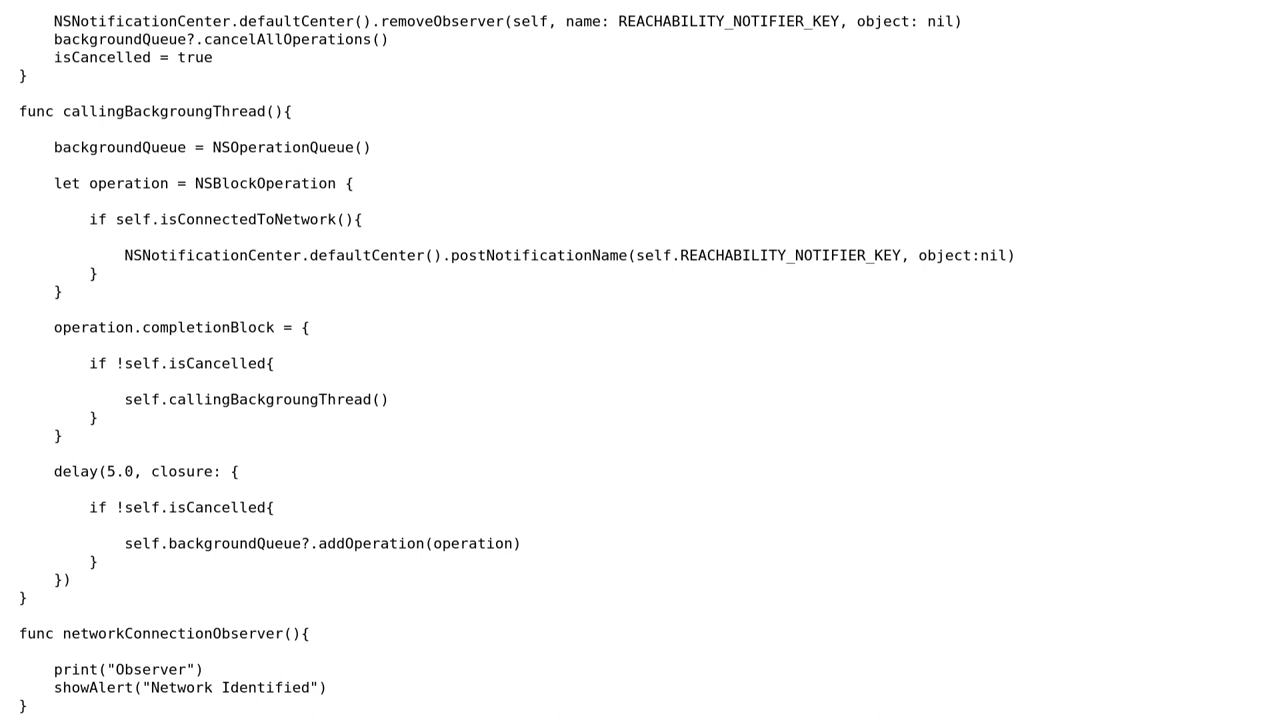 NSNotificationCenter.defaultCenter().removeObserver(self, name: REACHABILITY_NOTIFIER_KEY, object: nil)
backgroundQueue?.cancelAllOperations()
isCancelled = true
}
func callingBackgroungThread(){
backgroundQueue = NSOperationQueue()
let operation = NSBlockOperation {
if self.isConnectedToNetwork(){
NSNotificationCenter.defaultCenter().postNotificationName(self.REACHABILITY_NOTIFIER_KEY, object:nil)
}
}
operation.completionBlock = {
if !self.isCancelled{
self.callingBackgroungThread()
}
}
delay(5.0, closure: {
if !self.isCancelled{
self.backgroundQueue?.addOperation(operation)
}
})
}
func networkConnectionObserver(){
print("Observer")
showAlert("Network Identified")
}